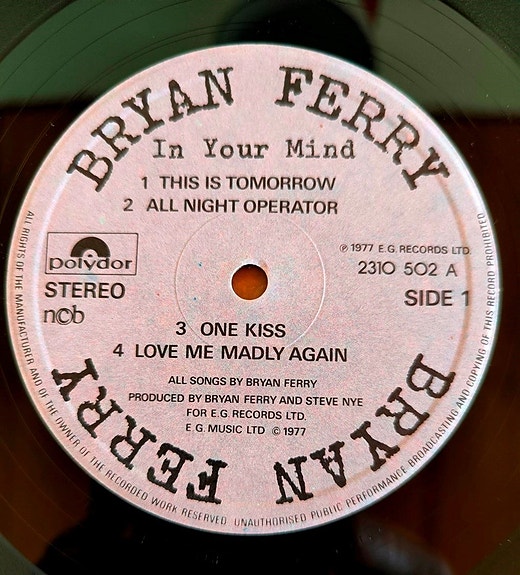 BRYAN FERRY
In Your Mind
1 THIS IS TOMORROW
2 ALL NIGHT OPERATOR
℗ 1977 E.G. RECORDS LTD.
polydor
2310 502 A
STEREO
SIDE 1
n©b
3 ONE KISS
4 LOVE ME MADLY AGAIN
ALL SONGS BY BRYAN FERRY
PRODUCED BY BRYAN FERRY AND STEVE NYE
FOR E.G. RECORDS LTD.
E.G. MUSIC LTD © 1977
BRYAN FERRY
ALL RIGHTS OF THE MANUFACTURER AND OF THE OWNER OF THE RECORDED WORK RESERVED UNAUTHORISED PUBLIC PERFORMANCE BROADCASTING AND COPYING OF THIS RECORD PROHIBITED